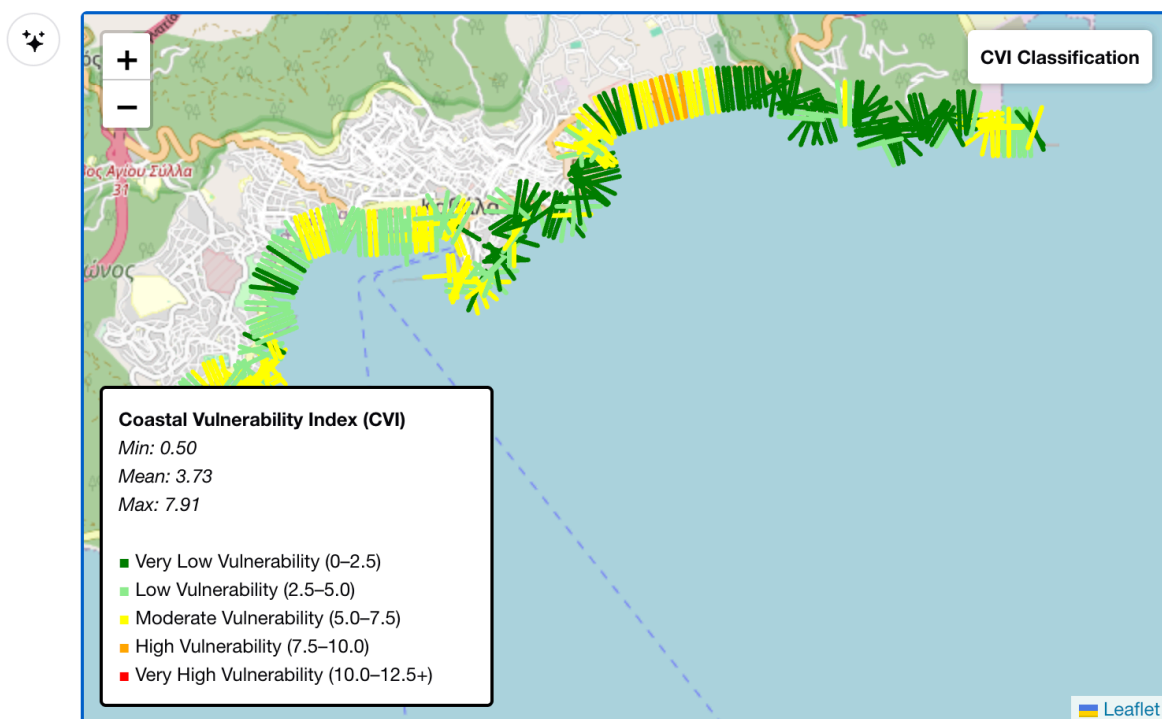 +
−
CVI Classification
βος Αγίου Σύλλα
31
Καβάλα
ώνος
Coastal Vulnerability Index (CVI)
Min: 0.50
Mean: 3.73
Max: 7.91
Very Low Vulnerability (0–2.5)
Low Vulnerability (2.5–5.0)
Moderate Vulnerability (5.0–7.5)
High Vulnerability (7.5–10.0)
Very High Vulnerability (10.0–12.5+)
Leaflet